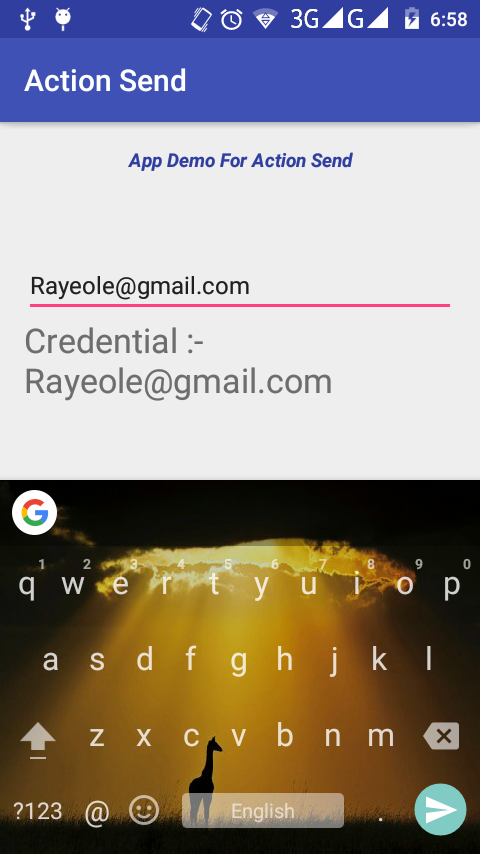 3G G 6:58
Action Send
App Demo For Action Send
Rayeole@gmail.com
Credential :-
Rayeole@gmail.com
G
1 2 3 4 5 6 7 8 9 0
q w e r t y u i o p
a s d f g h j k l
z x c v b n m
?123 @ English .